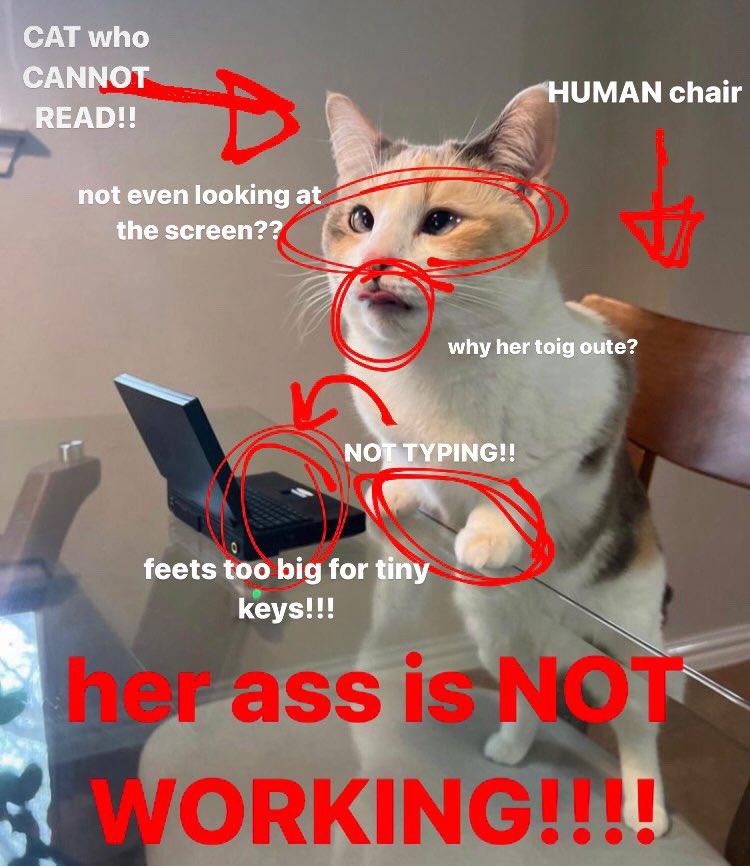 CAT who
CANNOT
READ!!
HUMAN chair
not even looking at
the screen??
why her toig oute?
NOT TYPING!!
feets too big for tiny
keys!!!
her ass is NOT
WORKING!!!!